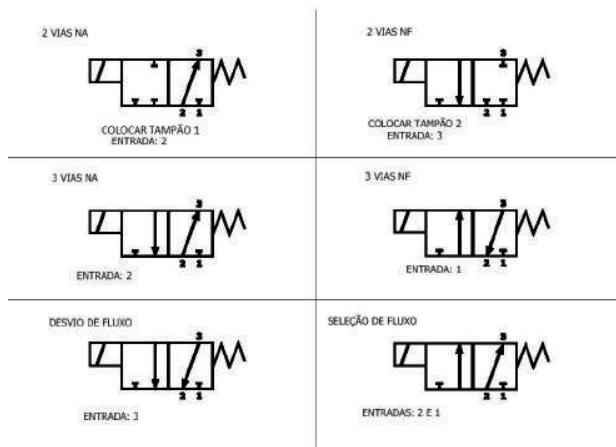 2 VIAS NA
3
2 1
COLOCAR TAMPÃO 1
ENTRADA: 2
2 VIAS NF
3
2 1
COLOCAR TAMPÃO 2
ENTRADA: 3
3 VIAS NA
3
2 1
ENTRADA: 2
3 VIAS NF
3
2 1
ENTRADA: 1
DESVIO DE FLUXO
3
2 1
ENTRADA: 3
SELEÇÃO DE FLUXO
3
2 1
ENTRADAS: 2 E 1